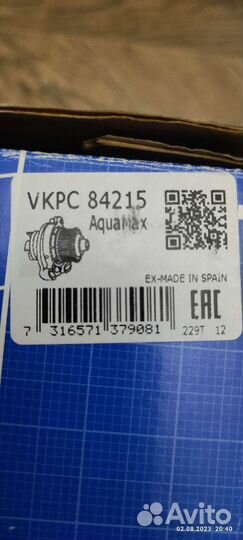 VKPC 84215
AquaMax
EX-MADE IN SPAIN
EAC
7 316571 379081
229T 12
02.08.2023 20:40
Avito